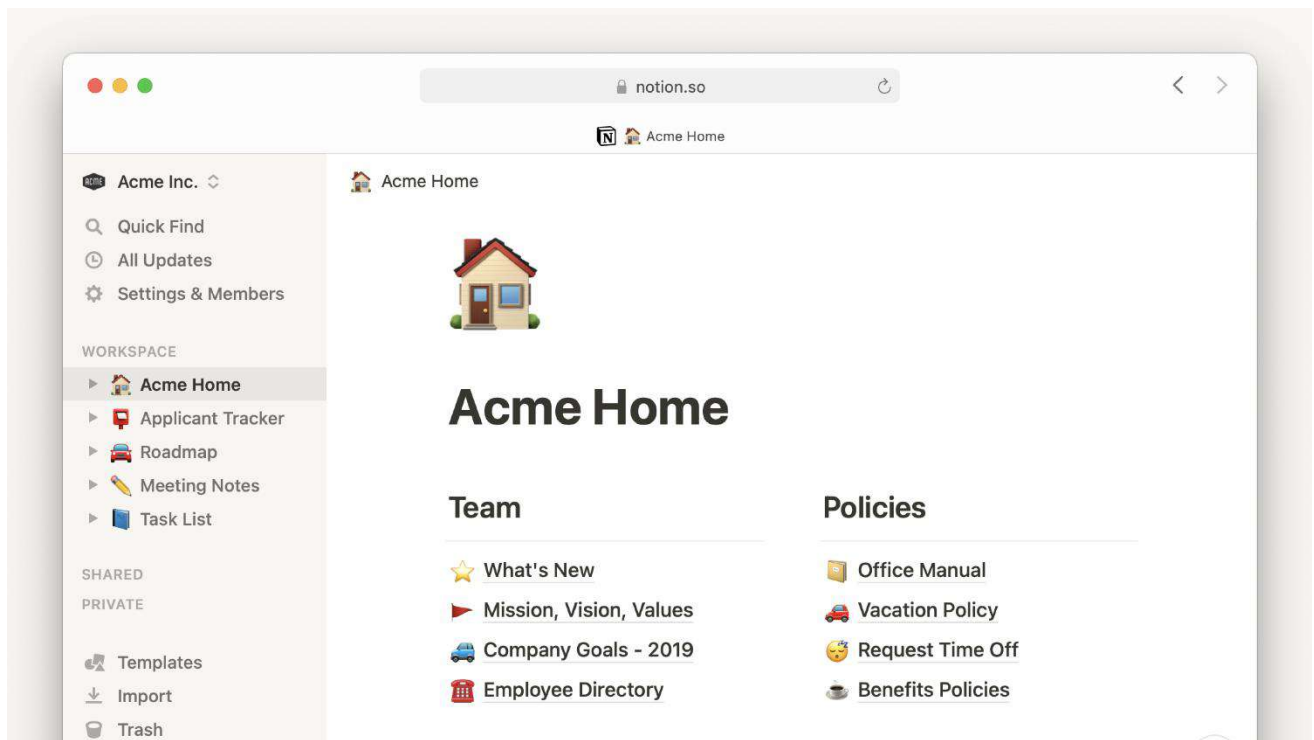 notion.so
Acme Home
ACME Acme Inc.
Quick Find
All Updates
Settings & Members
WORKSPACE
Acme Home
Applicant Tracker
Roadmap
Meeting Notes
Task List
SHARED
PRIVATE
Templates
Import
Trash
Acme Home
Acme Home
Team
What's New
Mission, Vision, Values
Company Goals - 2019
Employee Directory
Policies
Office Manual
Vacation Policy
Request Time Off
Benefits Policies